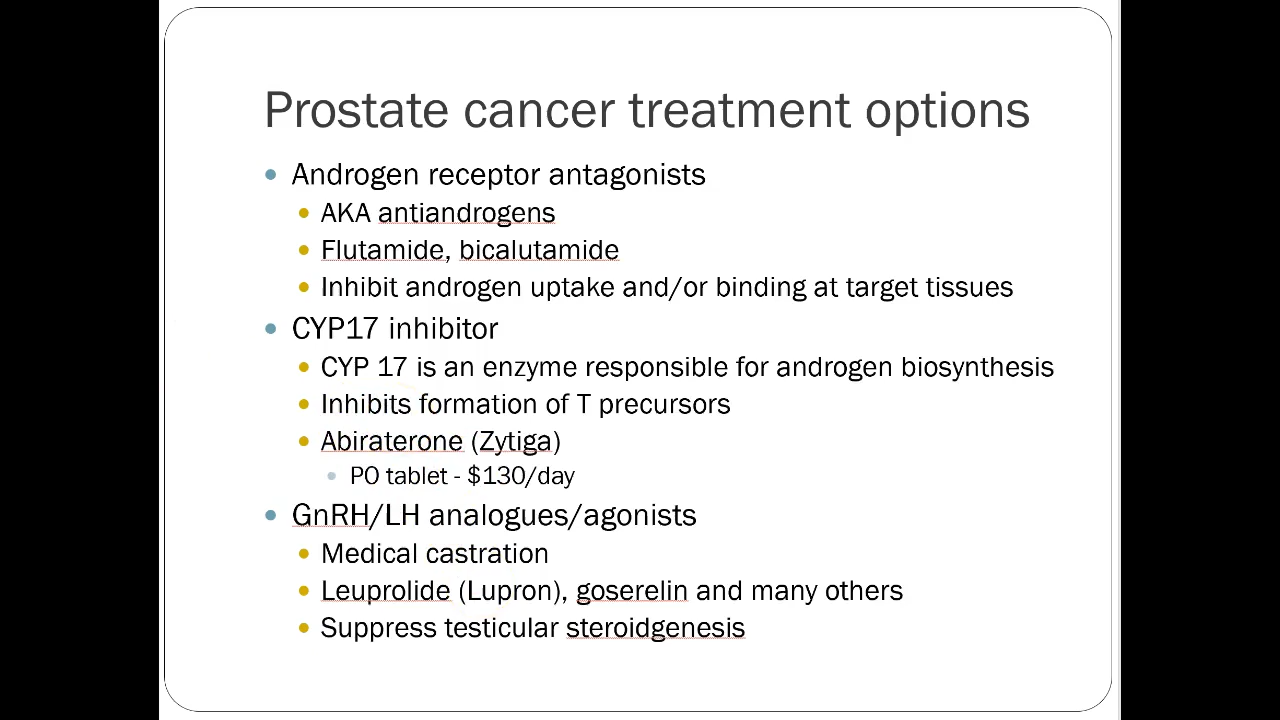 Prostate cancer treatment options
Androgen receptor antagonists
AKA antiandrogens
Flutamide, bicalutamide
Inhibit androgen uptake and/or binding at target tissues
CYP17 inhibitor
CYP 17 is an enzyme responsible for androgen biosynthesis
Inhibits formation of T precursors
Abiraterone (Zytiga)
PO tablet - $130/day
GnRH/LH analogues/agonists
Medical castration
Leuprolide (Lupron), goserelin and many others
Suppress testicular steroidgenesis